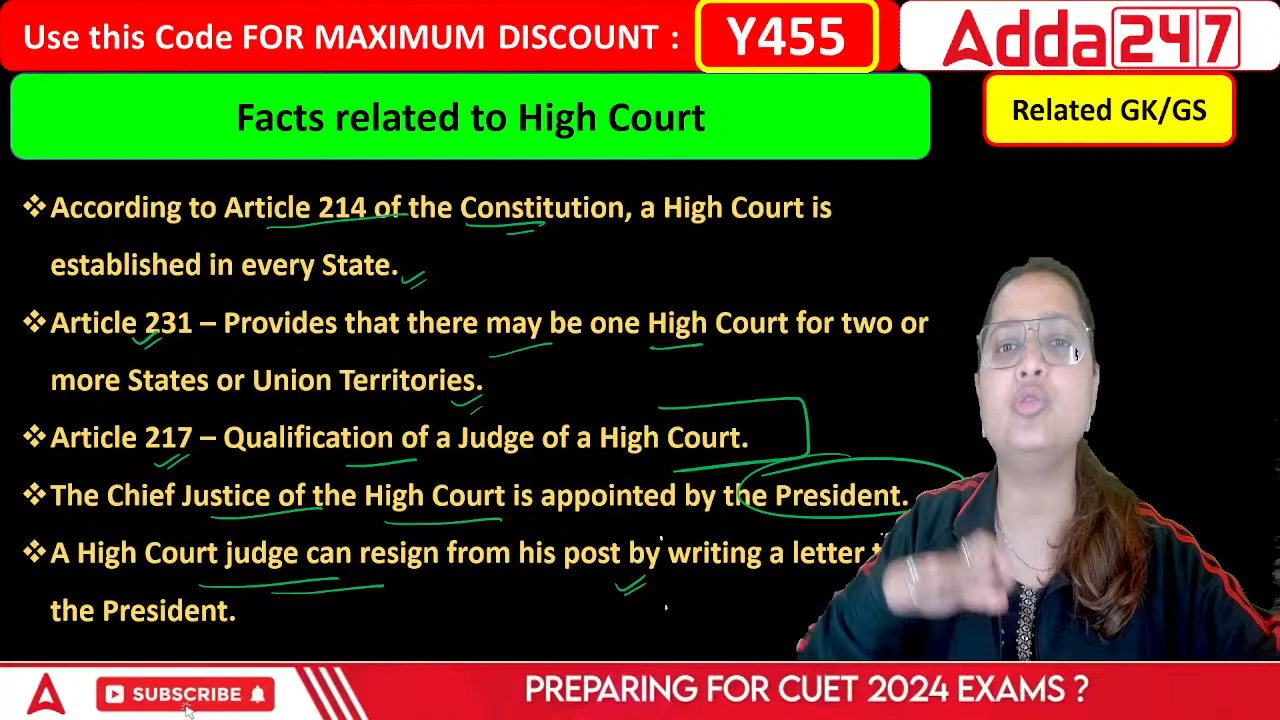 Use this Code FOR MAXIMUM DISCOUNT : Y455 Adda247
Facts related to High Court
Related GK/GS
❖According to Article 214 of the Constitution, a High Court is
established in every State.
❖Article 231 – Provides that there may be one High Court for two or
more States or Union Territories.
❖Article 217 – Qualification of a Judge of a High Court.
❖The Chief Justice of the High Court is appointed by the President.
❖A High Court judge can resign from his post by writing a letter
the President.
SUBSCRIBE
PREPARING FOR CUET 2024 EXAMS ?